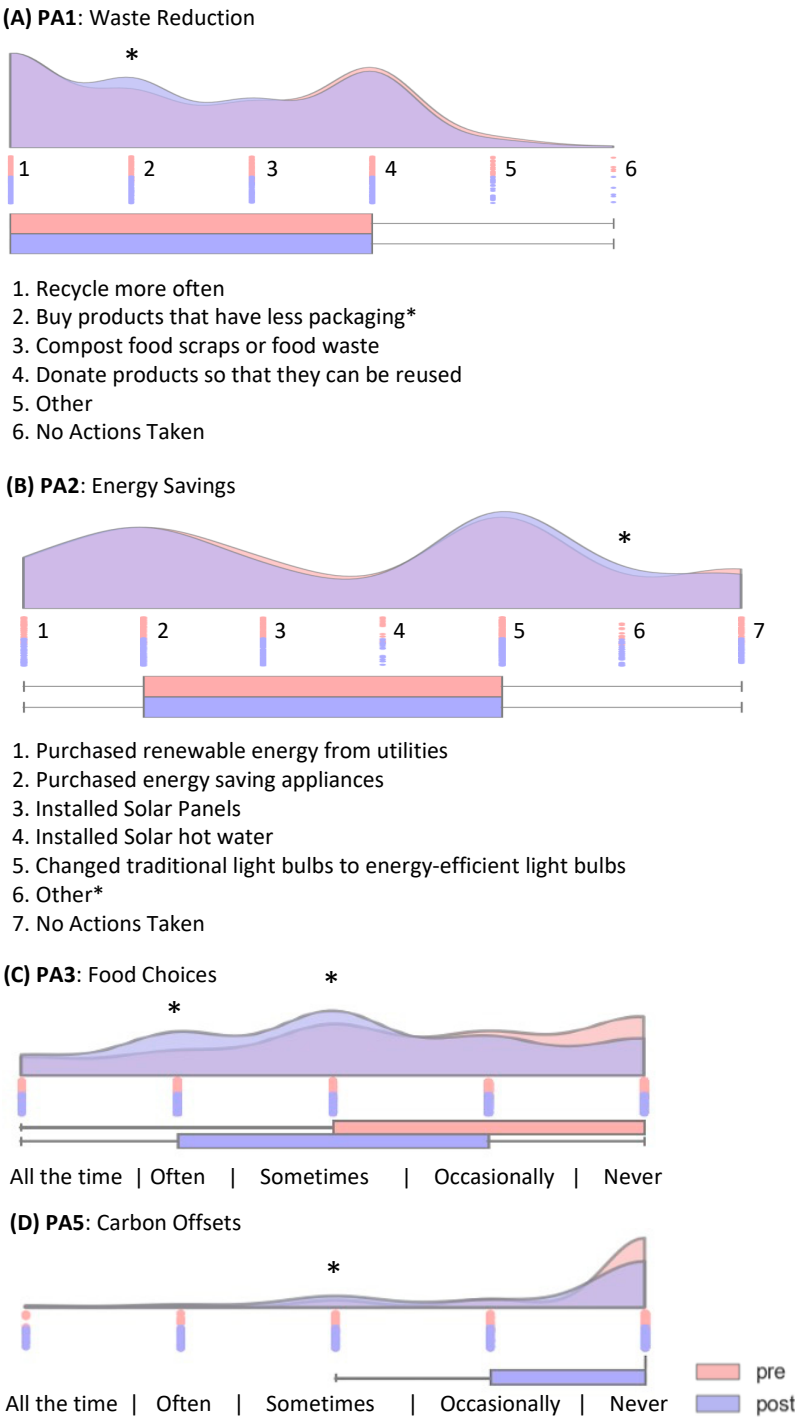 (A) PA1: Waste Reduction
*
1 2 3 4 5 6
1. Recycle more often
2. Buy products that have less packaging*
3. Compost food scraps or food waste
4. Donate products so that they can be reused
5. Other
6. No Actions Taken
(B) PA2: Energy Savings
*
1 2 3 4 5 6 7
1. Purchased renewable energy from utilities
2. Purchased energy saving appliances
3. Installed Solar Panels
4. Installed Solar hot water
5. Changed traditional light bulbs to energy-efficient light bulbs
6. Other*
7. No Actions Taken
(C) PA3: Food Choices
*
*
All the time | Often | Sometimes | Occasionally | Never
(D) PA5: Carbon Offsets
*
pre
All the time | Often | Sometimes | Occasionally | Never
post